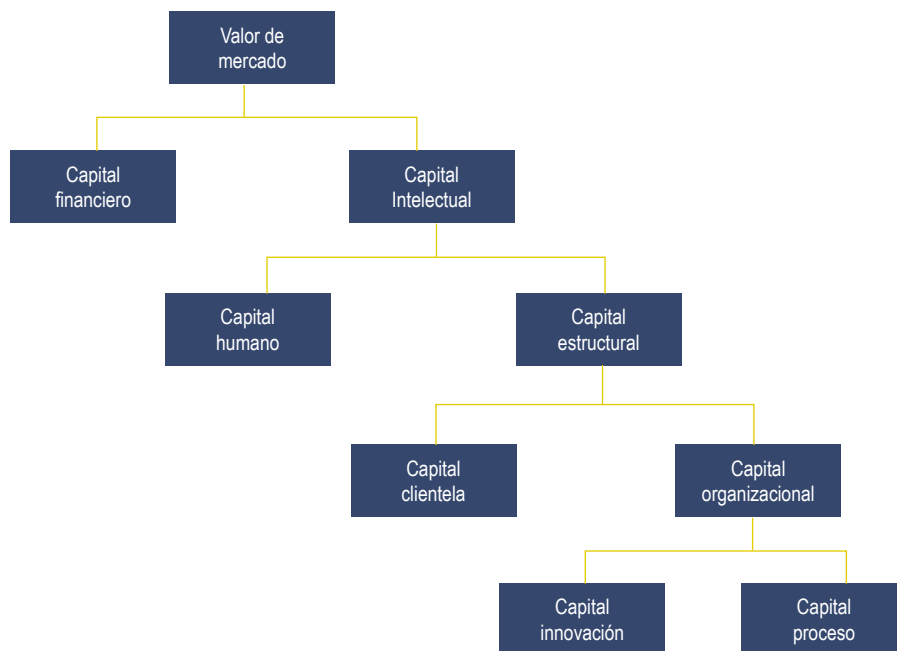 Valor de
mercado
Capital
financiero
Capital
Intelectual
Capital
humano
Capital
estructural
Capital
clientela
Capital
organizacional
Capital
innovación
Capital
proceso